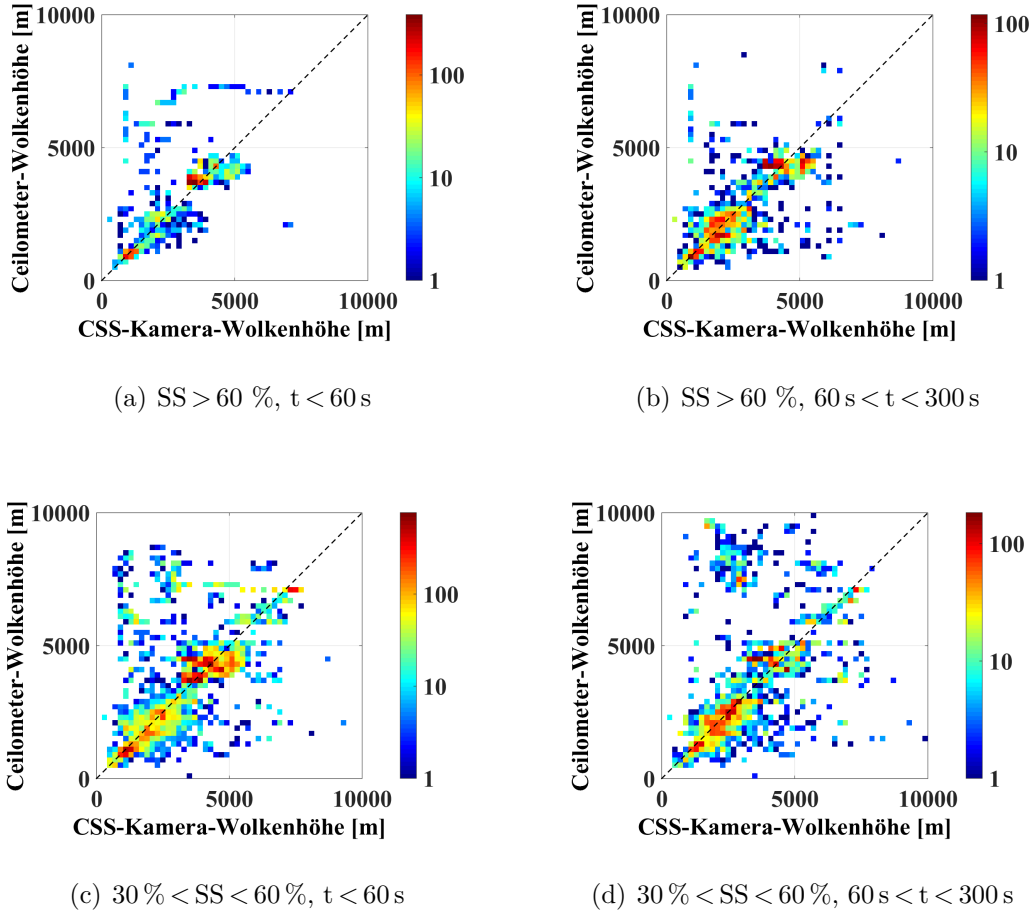 10000
5000
0
Ceilometer-Wolkenhöhe [m]
0 5000 10000
CSS-Kamera-Wolkenhöhe [m]
100
10
1
(a) SS > 60 %, t < 60 s
10000
5000
0
Ceilometer-Wolkenhöhe [m]
0 5000 10000
CSS-Kamera-Wolkenhöhe [m]
100
10
1
(b) SS > 60 %, 60 s < t < 300 s
10000
5000
0
Ceilometer-Wolkenhöhe [m]
0 5000 10000
CSS-Kamera-Wolkenhöhe [m]
100
10
1
(c) 30 % < SS < 60 %, t < 60 s
10000
5000
0
Ceilometer-Wolkenhöhe [m]
0 5000 10000
CSS-Kamera-Wolkenhöhe [m]
100
10
1
(d) 30 % < SS < 60 %, 60 s < t < 300 s